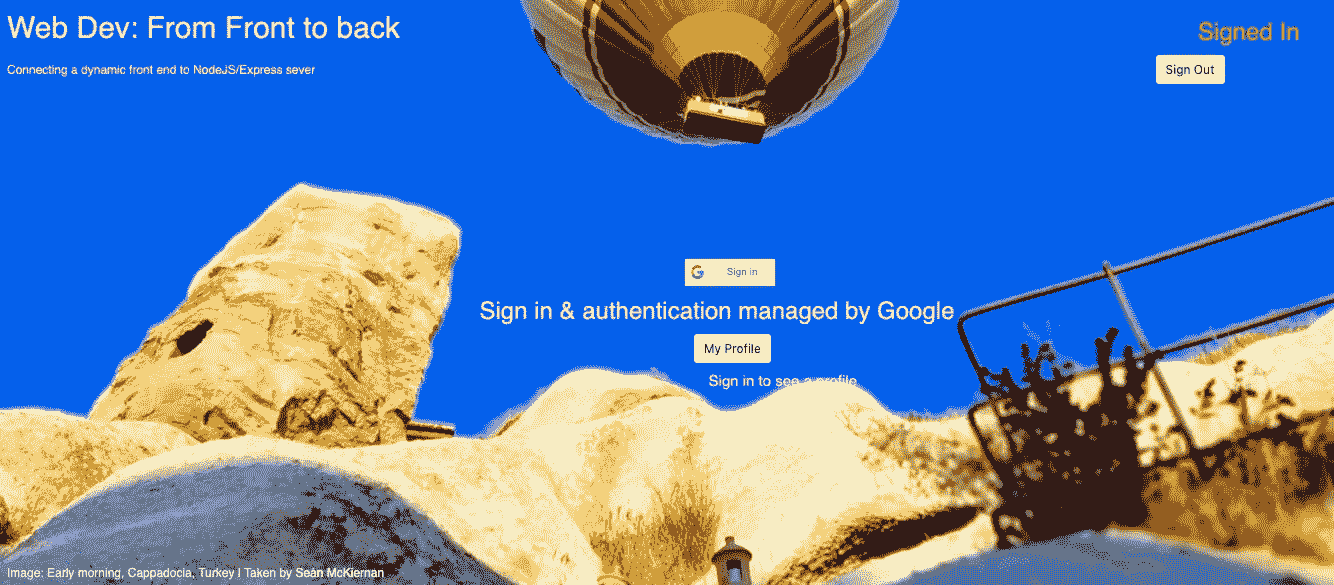 Web Dev: From Front to back
Signed In
Connecting a dynamic front end to NodeJS/Express sever
Sign Out
Sign in
Sign in & authentication managed by Google
My Profile
Sign in to see a profile
Image: Early morning, Cappadocia, Turkey | Taken by Seán McKiernan